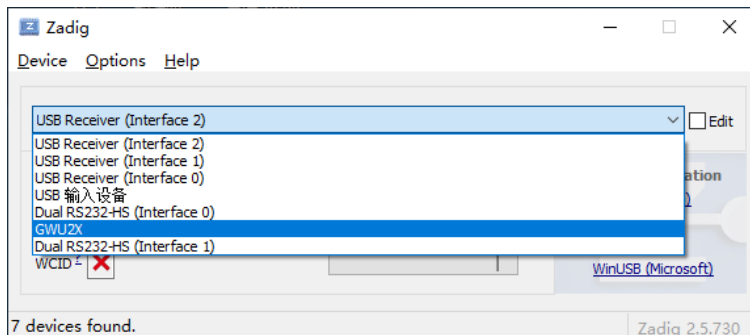 Zadig
Device Options Help
USB Receiver (Interface 2)
Edit
USB Receiver (Interface 2)
USB Receiver (Interface 1)
USB Receiver (Interface 0)
USB 输入设备
Dual RS232-HS (Interface 0)
GWU2X
Dual RS232-HS (Interface 1)
WCID ?
WinUSB (Microsoft)
7 devices found.
Zadig 2.5.730